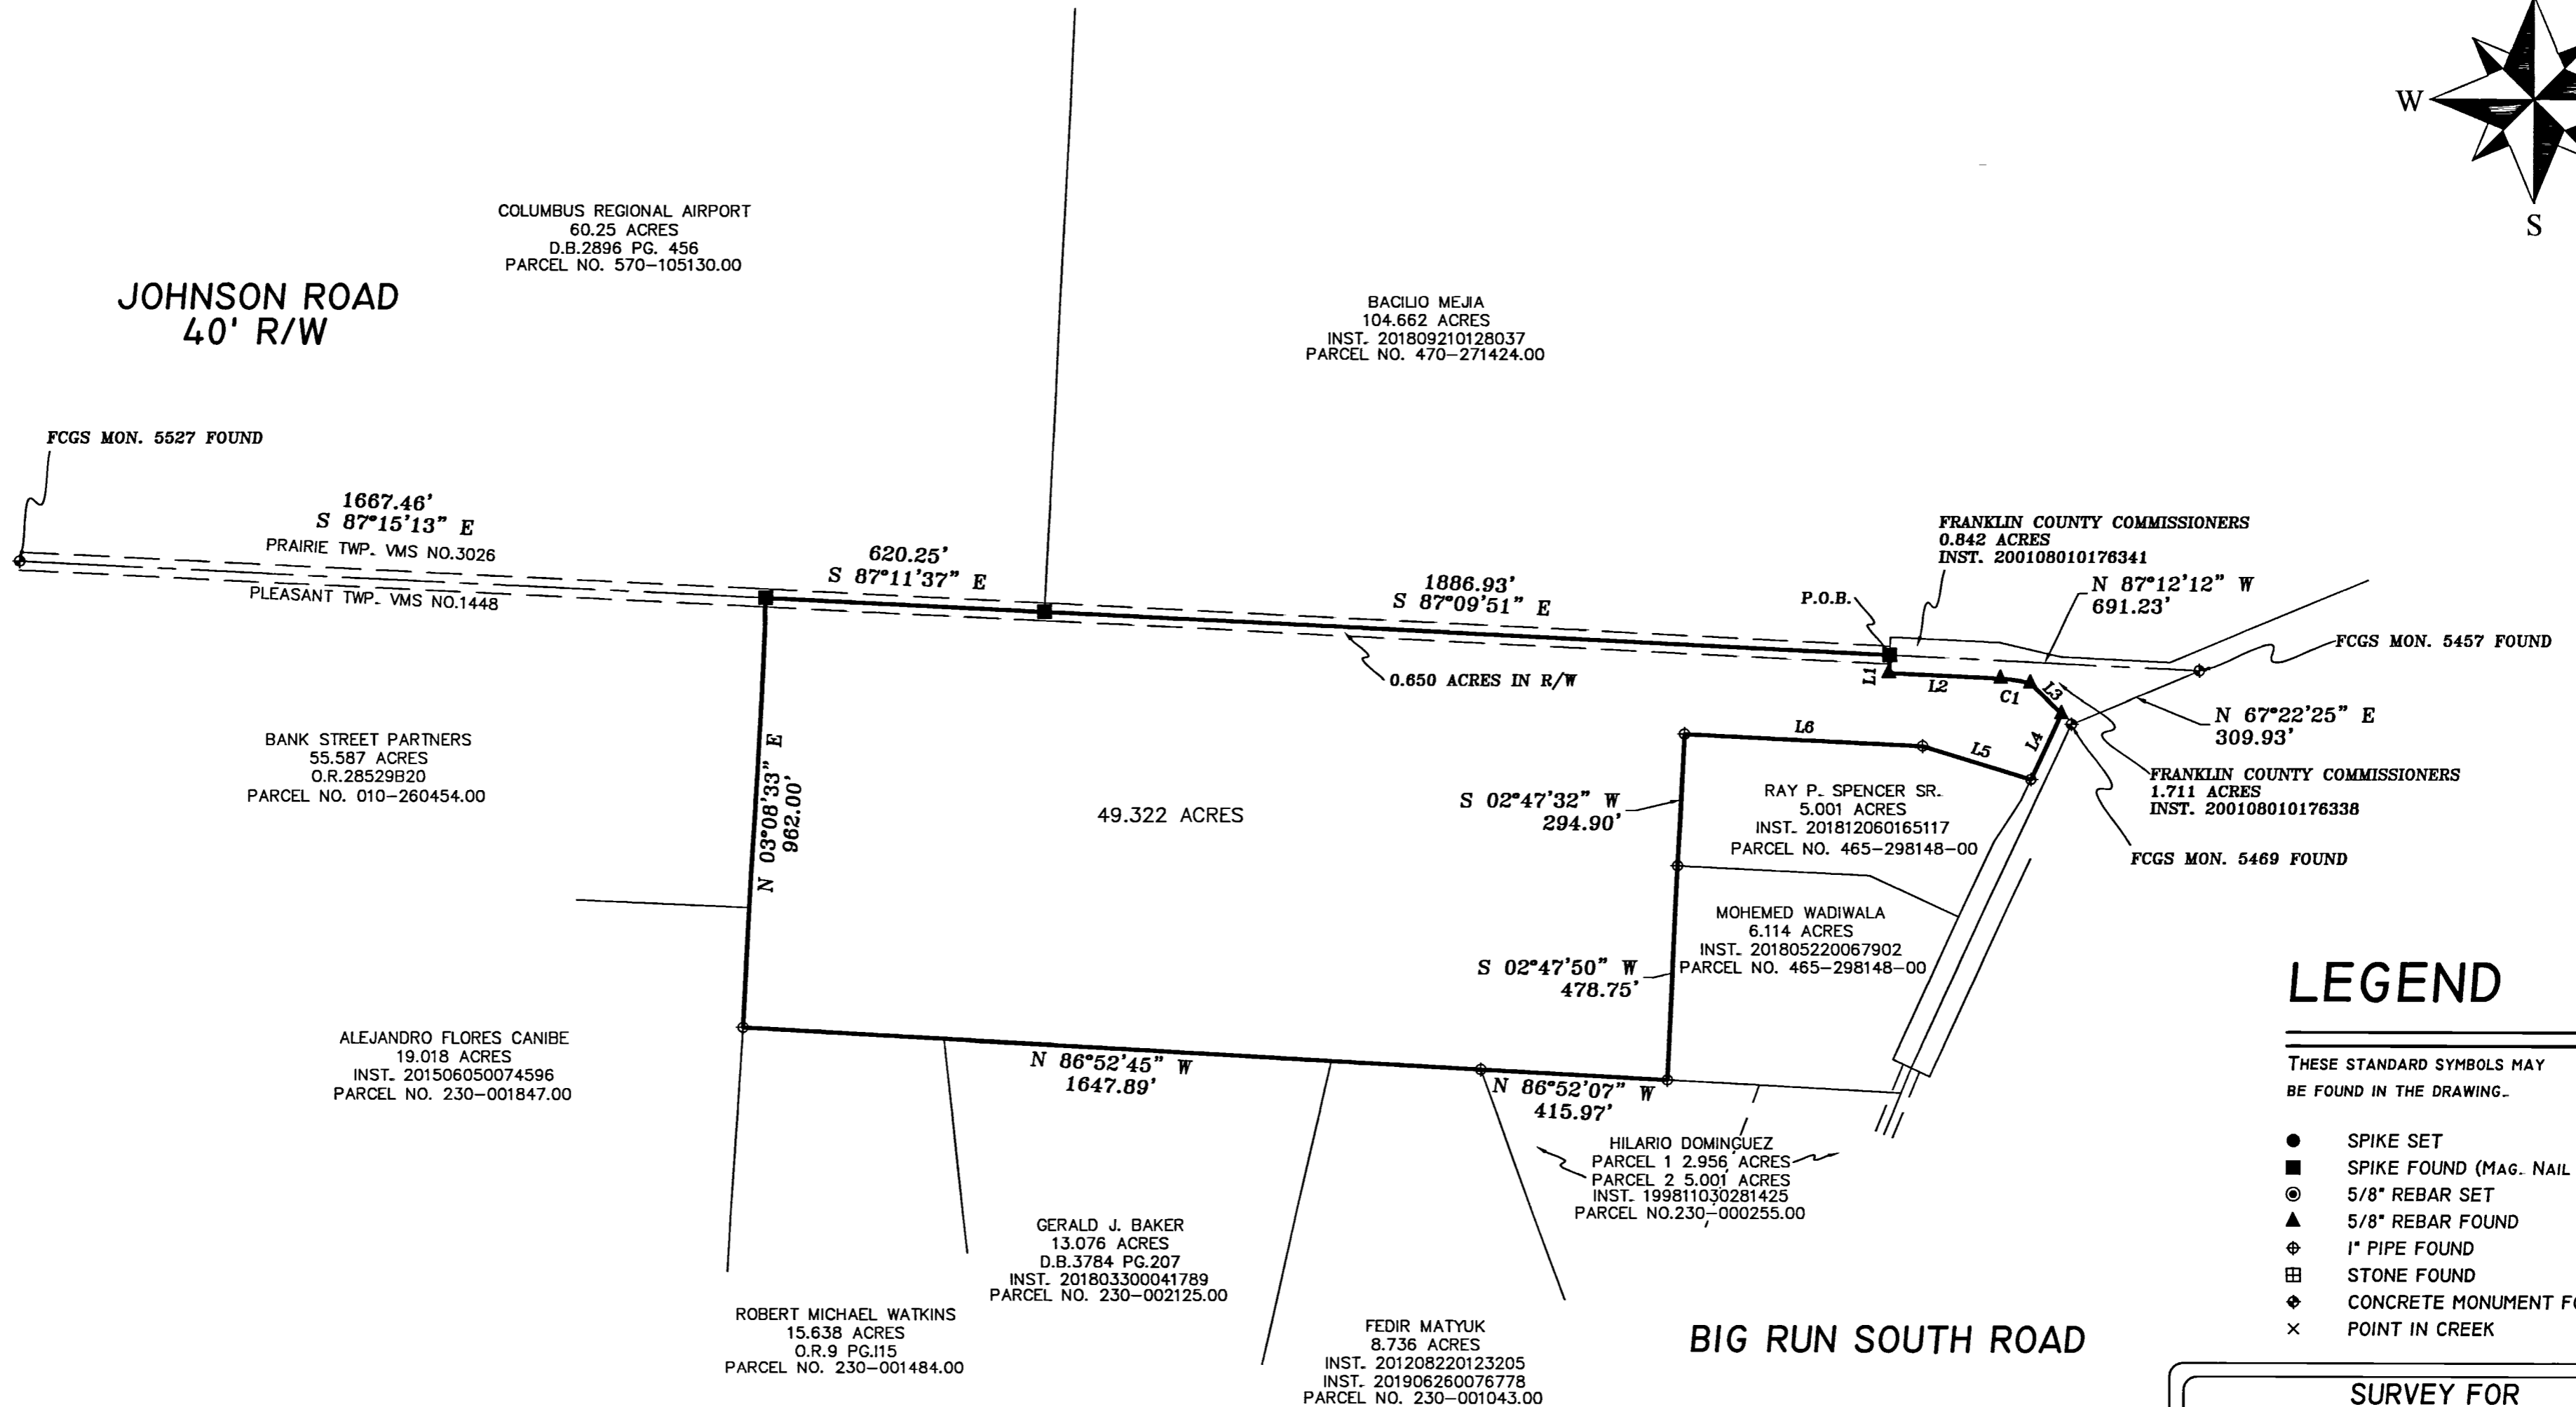 W
S
COLUMBUS REGIONAL AIRPORT
60.25 ACRES
D.B.2896 PG. 456
PARCEL NO. 570-105130.00
JOHNSON ROAD
40' R/W
BACILIO MEJIA
104.662 ACRES
INST. 201809210128037
PARCEL NO. 470-271424.00
FCGS MON. 5527 FOUND
1667.46'
S 87°15'13" E
PRAIRIE TWP. VMS NO.3026
PLEASANT TWP. VMS NO.1448
620.25'
S 87°11'37" E
1886.93'
S 87°09'51" E
0.650 ACRES IN R/W
P.O.B.
FRANKLIN COUNTY COMMISSIONERS
0.842 ACRES
INST. 200108010176341
N 87°12'12" W
691.23'
FCGS MON. 5457 FOUND
L1
L2
C1
L3
L4
L5
L6
N 67°22'25" E
309.93'
FRANKLIN COUNTY COMMISSIONERS
1.711 ACRES
INST. 200108010176338
FCGS MON. 5469 FOUND
BANK STREET PARTNERS
55.587 ACRES
O.R.28529B20
PARCEL NO. 010-260454.00
N 03°08'33" E
962.00'
49.322 ACRES
S 02°47'32" W
294.90'
RAY P. SPENCER SR.
5.001 ACRES
INST. 201812060165117
PARCEL NO. 465-298148-00
MOHEMED WADIWALA
6.114 ACRES
INST. 201805220067902
PARCEL NO. 465-298148-00
S 02°47'50" W
478.75'
ALEJANDRO FLORES CANIBE
19.018 ACRES
INST. 201506050074596
PARCEL NO. 230-001847.00
N 86°52'45" W
1647.89'
N 86°52'07" W
415.97'
HILARIO DOMINGUEZ
PARCEL 1 2.956 ACRES
PARCEL 2 5.001 ACRES
INST. 199811030281425
PARCEL NO.230-000255.00
GERALD J. BAKER
13.076 ACRES
D.B.3784 PG.207
INST. 201803300041789
PARCEL NO. 230-002125.00
ROBERT MICHAEL WATKINS
15.638 ACRES
O.R.9 PG.I15
PARCEL NO. 230-001484.00
FEDIR MATYUK
8.736 ACRES
INST. 201208220123205
INST. 201906260076778
PARCEL NO. 230-001043.00
BIG RUN SOUTH ROAD
LEGEND
THESE STANDARD SYMBOLS MAY
BE FOUND IN THE DRAWING.
SPIKE SET
SPIKE FOUND (MAG. NAIL
5/8" REBAR SET
5/8" REBAR FOUND
1" PIPE FOUND
STONE FOUND
CONCRETE MONUMENT FO
POINT IN CREEK
SURVEY FOR